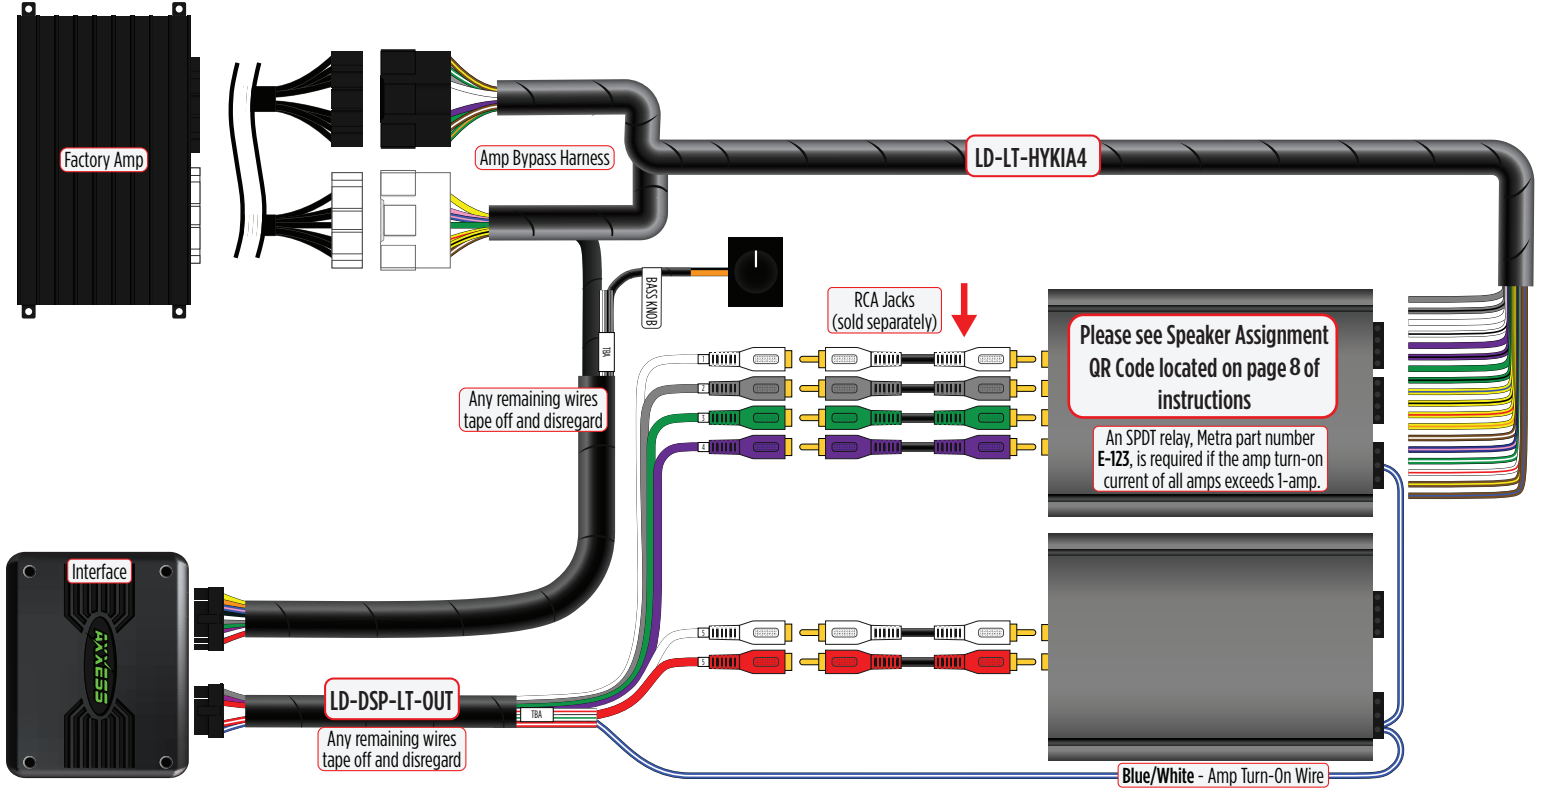 Factory Amp
Amp Bypass Harness
LD-LT-HYKIA4
BASS KNOB
TBA
RCA Jacks
(sold separately)
Please see Speaker Assignment
QR Code located on page 8 of
instructions
An SPDT relay, Metra part number
E-123, is required if the amp turn-on
current of all amps exceeds 1-amp.
Any remaining wires
tape off and disregard
1
2
3
4
Interface
AXXESS
5
5
LD-DSP-LT-OUT
TBA
Any remaining wires
tape off and disregard
Blue/White - Amp Turn-On Wire